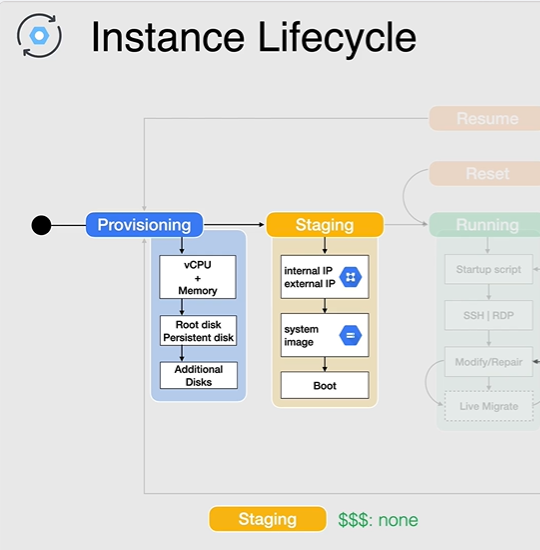 Instance Lifecycle
Resume
Reset
Provisioning
Staging
Running
vCPU
+
Memory
Root disk
Persistent disk
Additional
Disks
internal IP
external IP
system
image
Boot
Startup script
SSH | RDP
Modify/Repair
Live Migrate
Staging
$$$: none